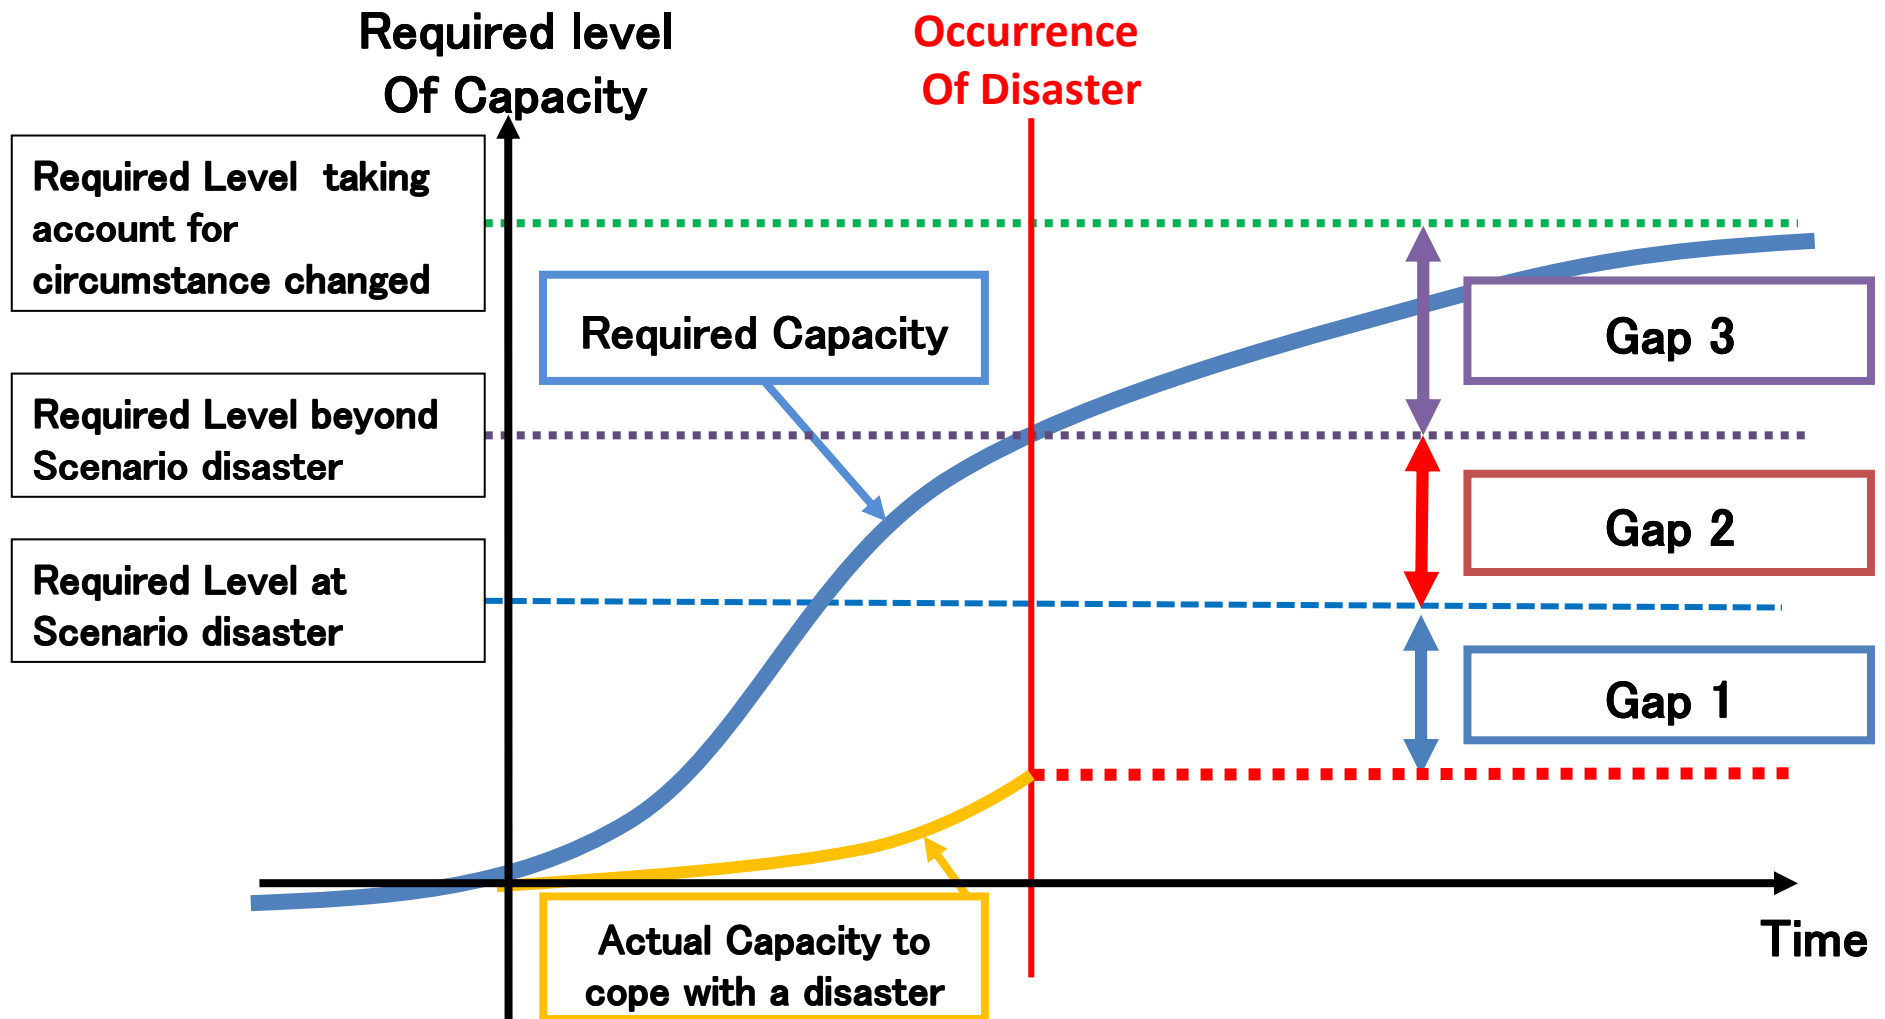 Required level
Of Capacity
Occurrence
Of Disaster
Required Level taking
account for
circumstance changed
Required Capacity
Gap 3
Required Level beyond
Scenario disaster
Gap 2
Required Level at
Scenario disaster
Gap 1
Actual Capacity to
cope with a disaster
Time